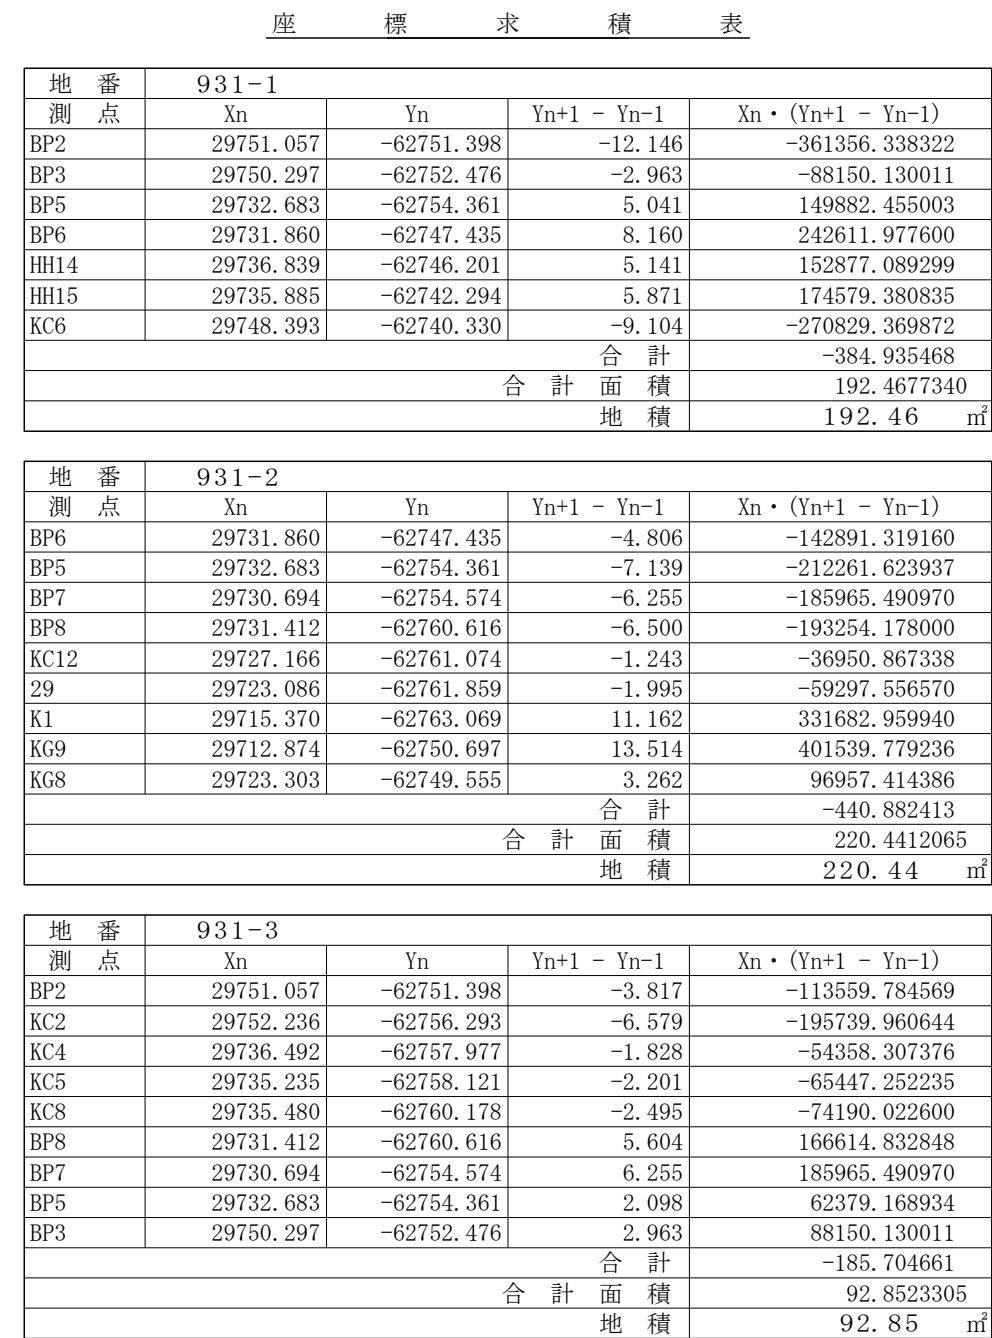 座標求積表
地番 931-1
測点 Xn Yn Yn+1 - Yn-1 Xn・(Yn+1 - Yn-1)
BP2 29751.057 -62751.398 -12.146 -361356.338322
BP3 29750.297 -62752.476 -2.963 -88150.130011
BP5 29732.683 -62754.361 5.041 149882.455003
BP6 29731.860 -62747.435 8.160 242611.977600
HH14 29736.839 -62746.201 5.141 152877.089299
HH15 29735.885 -62742.294 5.871 174579.380835
KC6 29748.393 -62740.330 -9.104 -270829.369872
合計 -384.935468
合計面積 192.4677340
地積 192.46 ㎡
地番 931-2
測点 Xn Yn Yn+1 - Yn-1 Xn・(Yn+1 - Yn-1)
BP6 29731.860 -62747.435 -4.806 -142891.319160
BP5 29732.683 -62754.361 -7.139 -212261.623937
BP7 29730.694 -62754.574 -6.255 -185965.490970
BP8 29731.412 -62760.616 -6.500 -193254.178000
KC12 29727.166 -62761.074 -1.243 -36950.867338
29 29723.086 -62761.859 -1.995 -59297.556570
K1 29715.370 -62763.069 11.162 331682.959940
KG9 29712.874 -62750.697 13.514 401539.779236
KG8 29723.303 -62749.555 3.262 96957.414386
合計 -440.882413
合計面積 220.4412065
地積 220.44 ㎡
地番 931-3
測点 Xn Yn Yn+1 - Yn-1 Xn・(Yn+1 - Yn-1)
BP2 29751.057 -62751.398 -3.817 -113559.784569
KC2 29752.236 -62756.293 -6.579 -195739.960644
KC4 29736.492 -62757.977 -1.828 -54358.307376
KC5 29735.235 -62758.121 -2.201 -65447.252235
KC8 29735.480 -62760.178 -2.495 -74190.022600
BP8 29731.412 -62760.616 5.604 166614.832848
BP7 29730.694 -62754.574 6.255 185965.490970
BP5 29732.683 -62754.361 2.098 62379.168934
BP3 29750.297 -62752.476 2.963 88150.130011
合計 -185.704661
合計面積 92.8523305
地積 92.85 ㎡